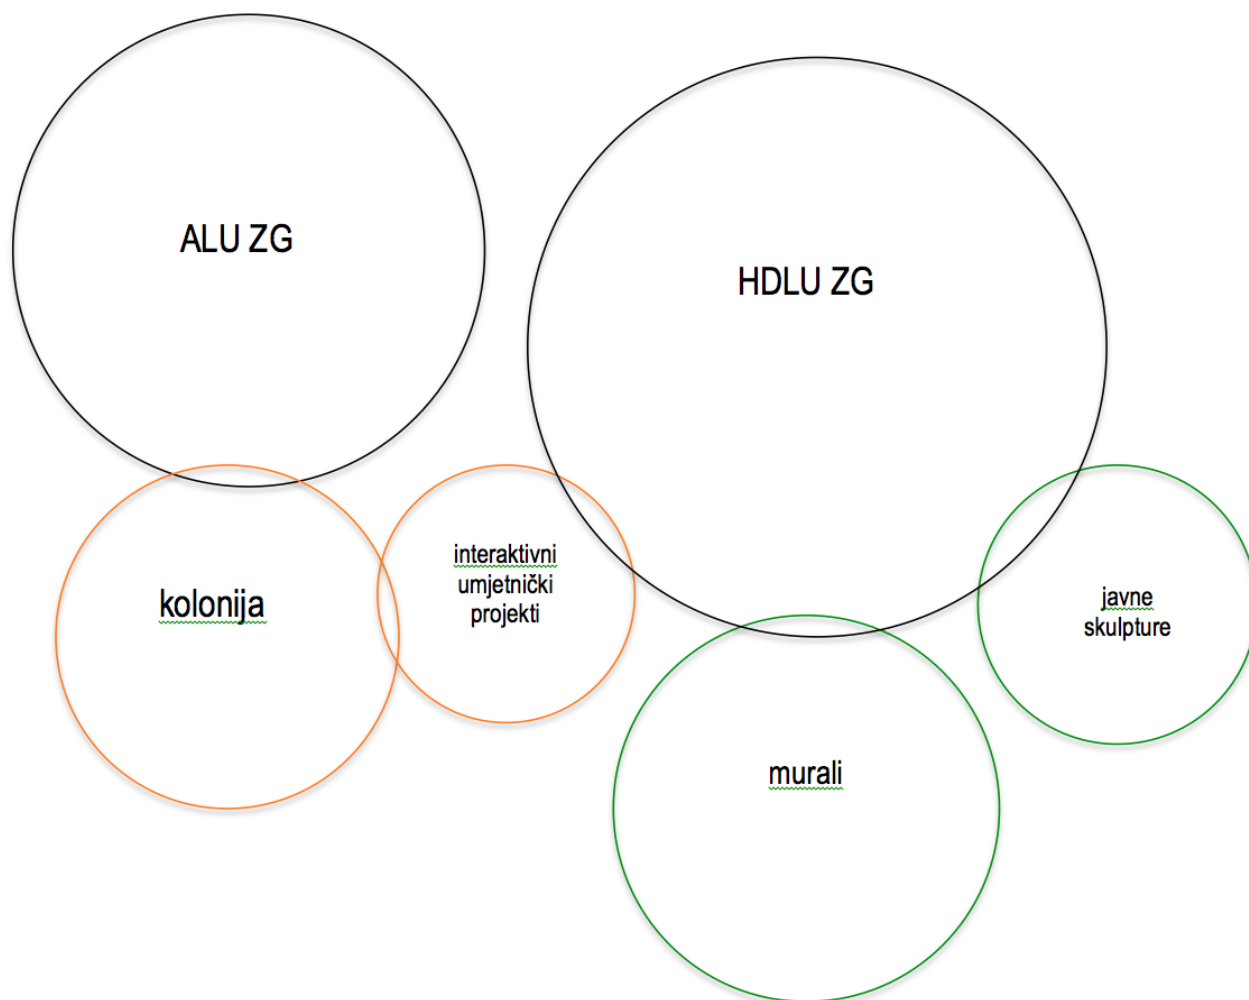 ALU ZG
HDLU ZG
kolonija
interaktivni
umjetnički
projekti
javne
skulpture
murali